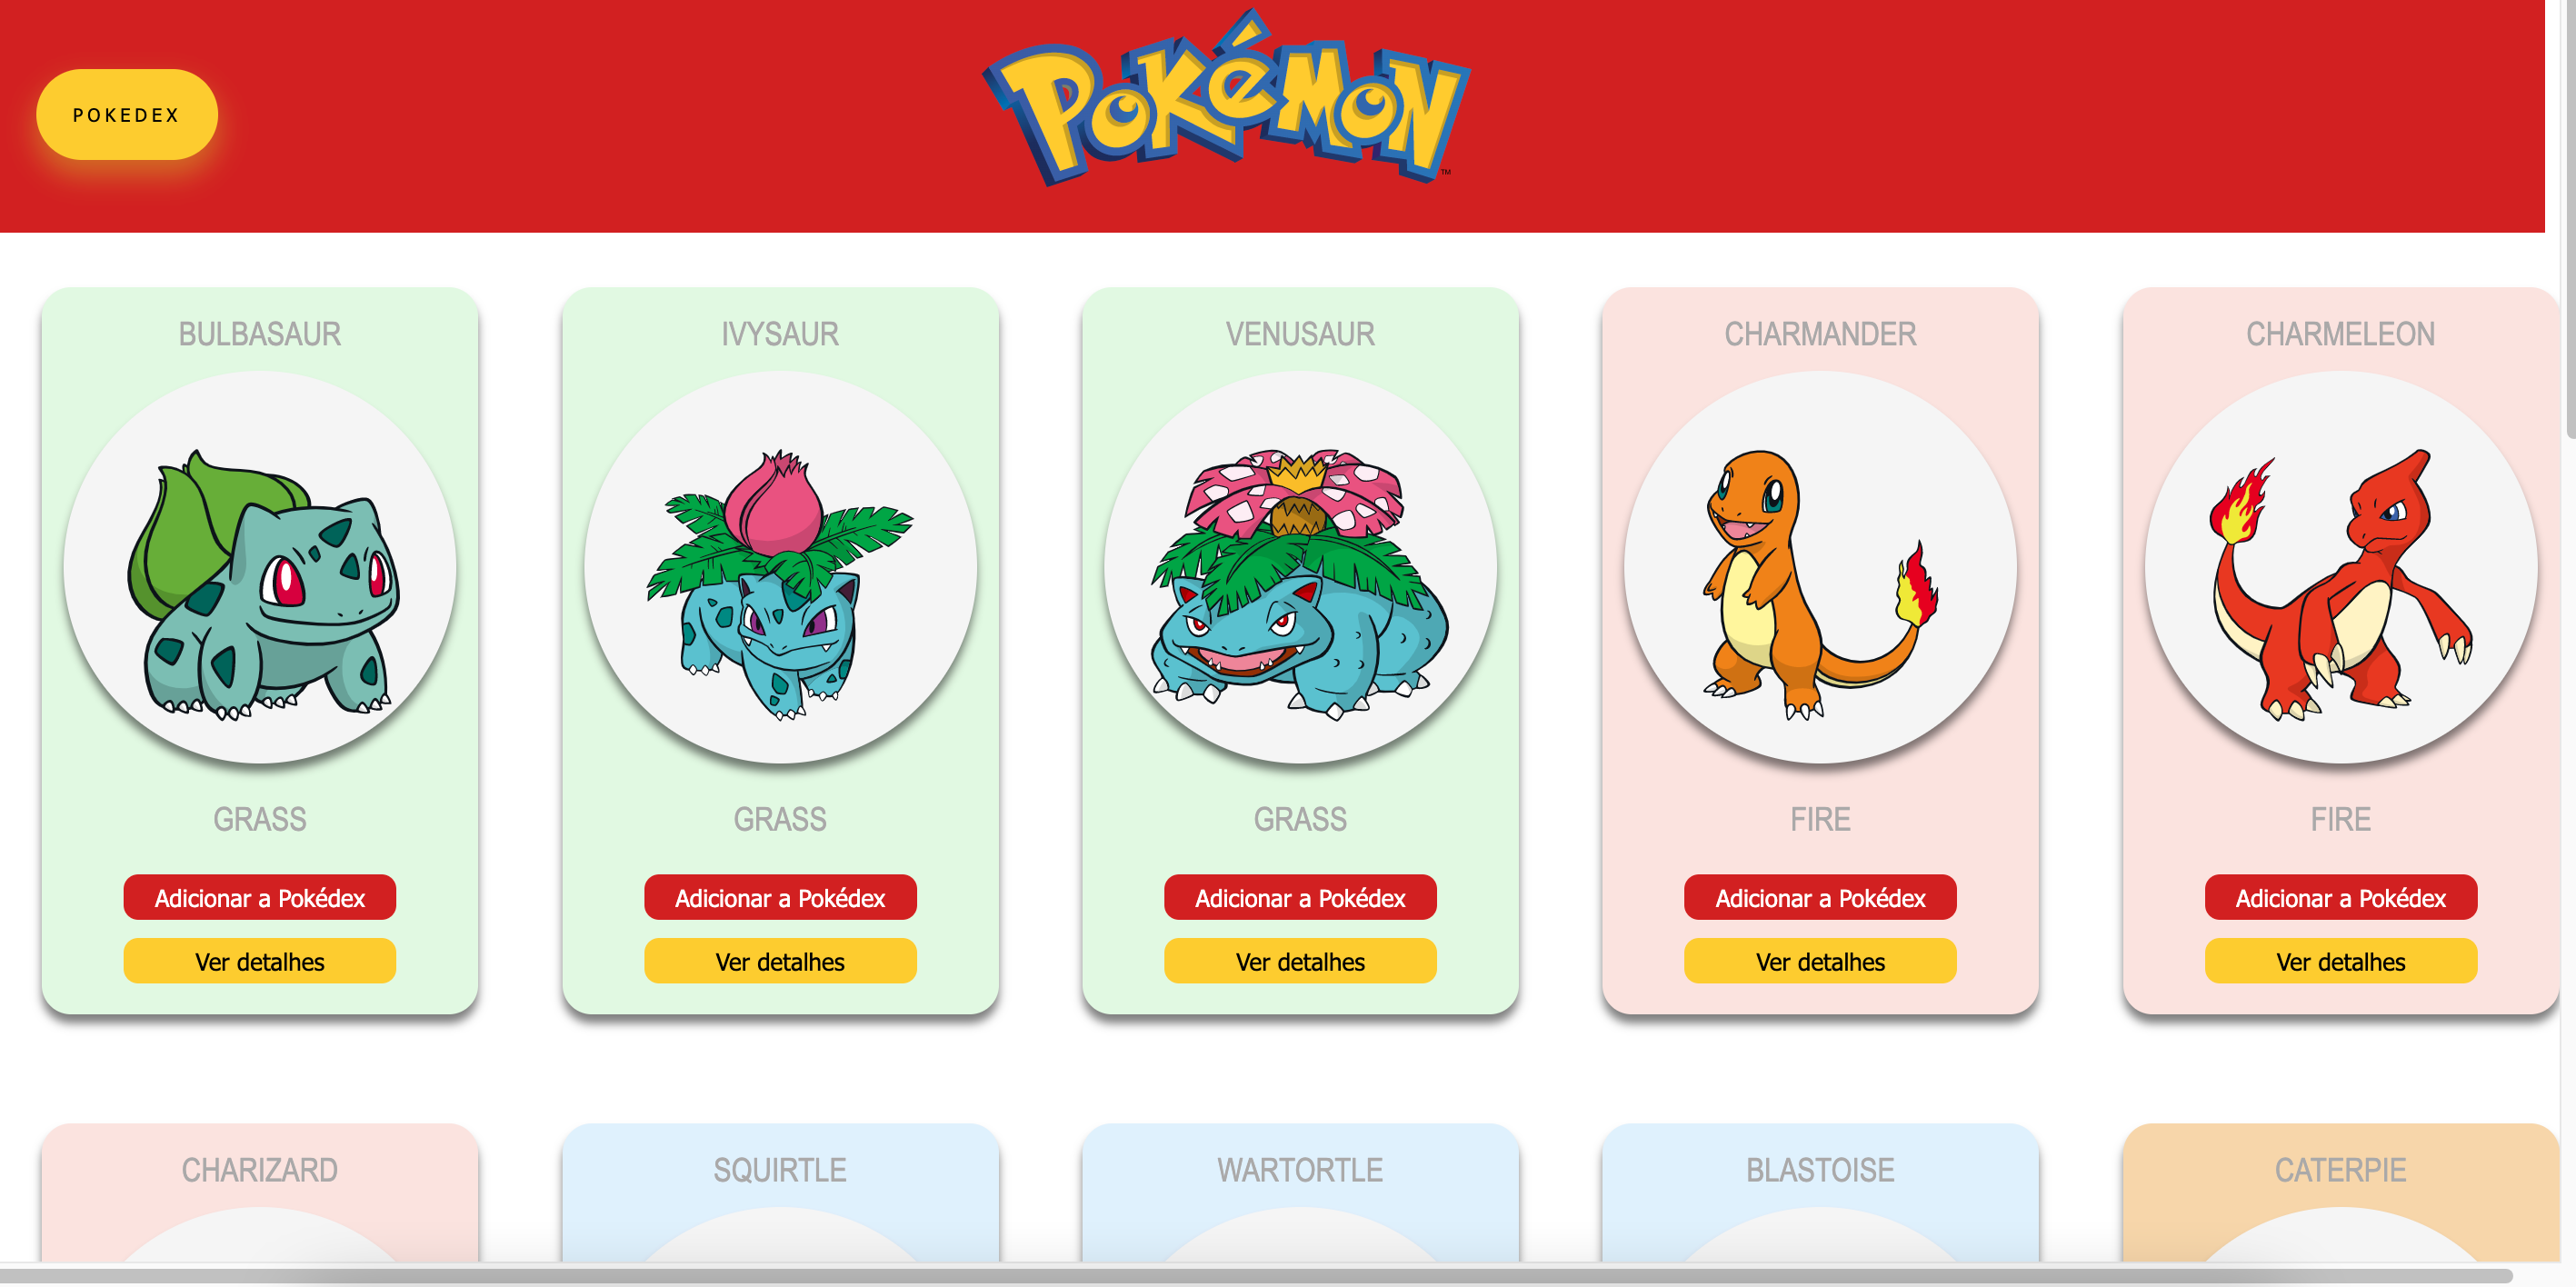 POKEDEX
POKéMON
TM
BULBASAUR
IVYSAUR
VENUSAUR
CHARMANDER
CHARMELEON
GRASS
GRASS
GRASS
FIRE
FIRE
Adicionar a Pokédex
Adicionar a Pokédex
Adicionar a Pokédex
Adicionar a Pokédex
Adicionar a Pokédex
Ver detalhes
Ver detalhes
Ver detalhes
Ver detalhes
Ver detalhes
CHARIZARD
SQUIRTLE
WARTORTLE
BLASTOISE
CATERPIE